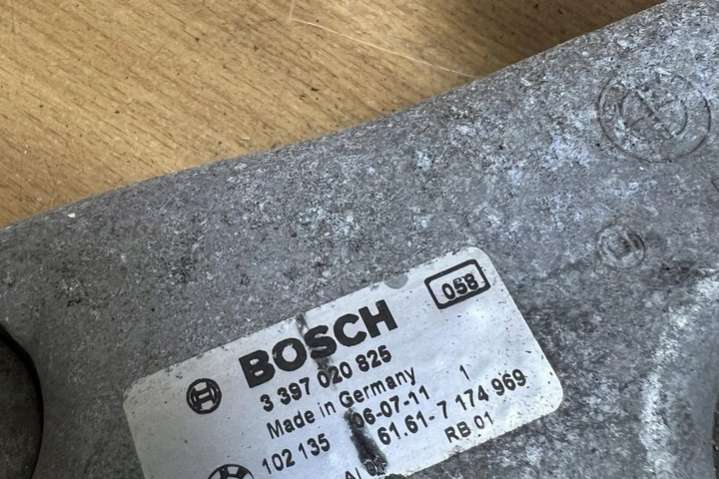 058
BOSCH
3 397 020 825
Made in Germany
102 135 06-07-11 1
61.61-7 174 969
RB 01